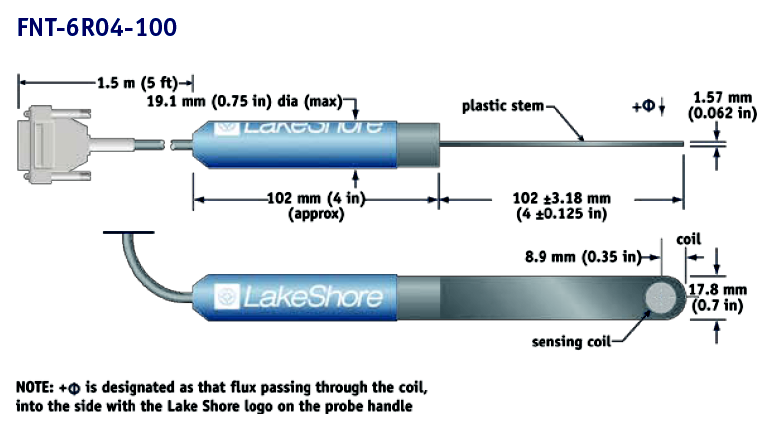 FNT-6R04-100
1.5 m (5 ft)
19.1 mm (0.75 in) dia (max)
plastic stem
+Φ
1.57 mm
(0.062 in)
LakeShore
102 mm (4 in)
(approx)
102 ±3.18 mm
(4 ±0.125 in)
8.9 mm (0.35 in)
coil
LakeShore
17.8 mm
(0.7 in)
sensing coil
NOTE: +Φ is designated as that flux passing through the coil,
into the side with the Lake Shore logo on the probe handle